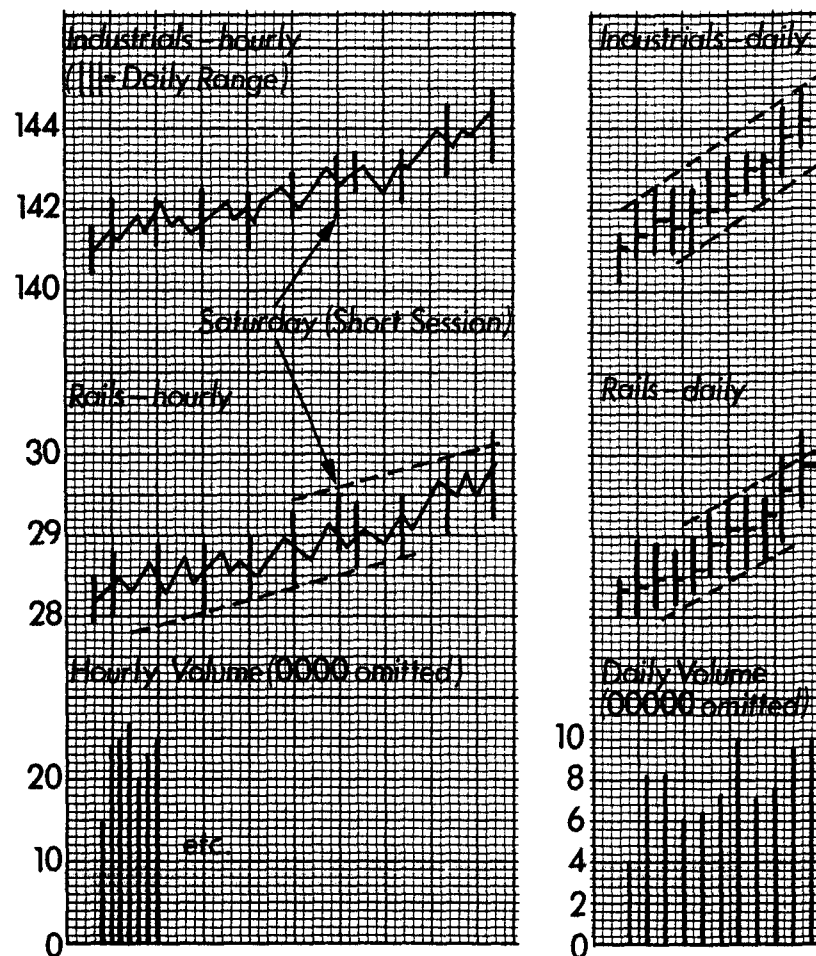 Industrials – hourly
(|||= Daily Range)
144
142
140
Saturday (Short Session)
Rails – hourly
30
29
28
Hourly Volume (0000 omitted)
20
10
0
etc.
Industrials – daily
Rails – daily
Daily Volume
(00000 omitted)
10
8
6
4
2
0